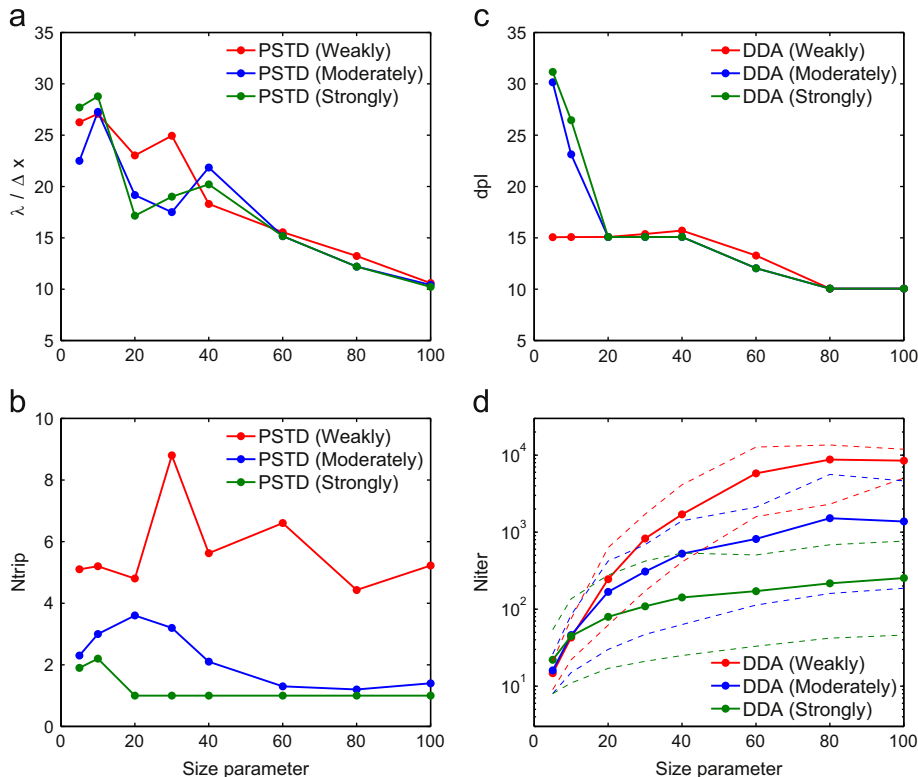 a
35
30
25
20
15
10
5
λ / Δ x
PSTD (Weakly)
PSTD (Moderately)
PSTD (Strongly)
0 20 40 60 80 100
c
35
30
25
20
15
10
5
dpl
DDA (Weakly)
DDA (Moderately)
DDA (Strongly)
0 20 40 60 80 100
b
10
8
6
4
2
0
Ntrip
PSTD (Weakly)
PSTD (Moderately)
PSTD (Strongly)
0 20 40 60 80 100
Size parameter
d
10^4
10^3
10^2
10^1
Niter
DDA (Weakly)
DDA (Moderately)
DDA (Strongly)
0 20 40 60 80 100
Size parameter